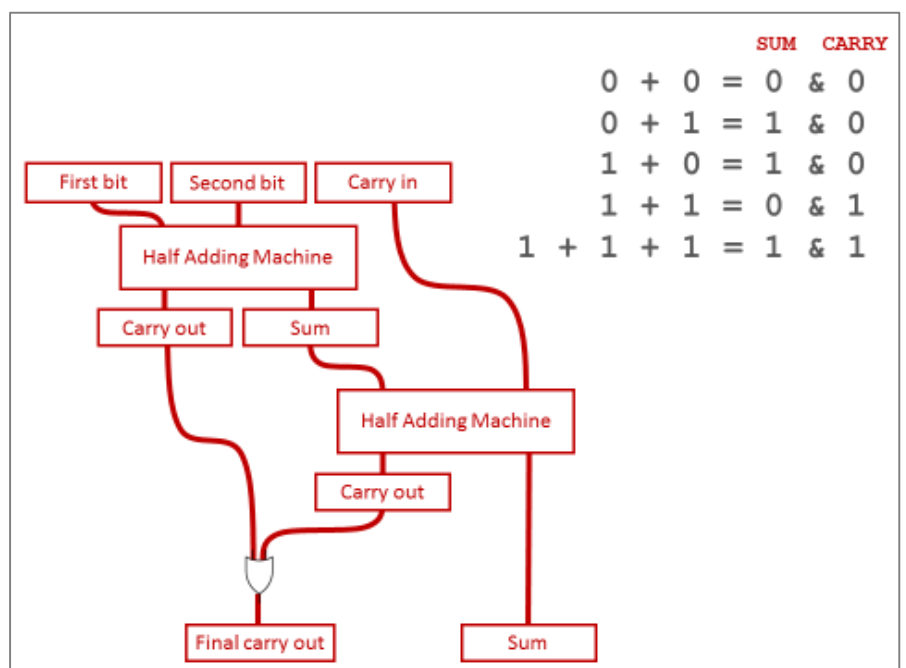 SUM CARRY
0 + 0 = 0 & 0
0 + 1 = 1 & 0
1 + 0 = 1 & 0
1 + 1 = 0 & 1
1 + 1 + 1 = 1 & 1
First bit
Second bit
Carry in
Half Adding Machine
Carry out
Sum
Half Adding Machine
Carry out
Final carry out
Sum